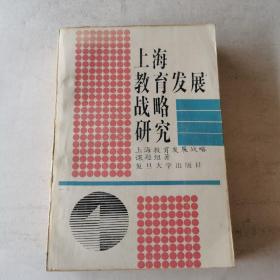 上海
教育发展
战略
研究
上海教育发展战略
课题组著
复旦大学出版社